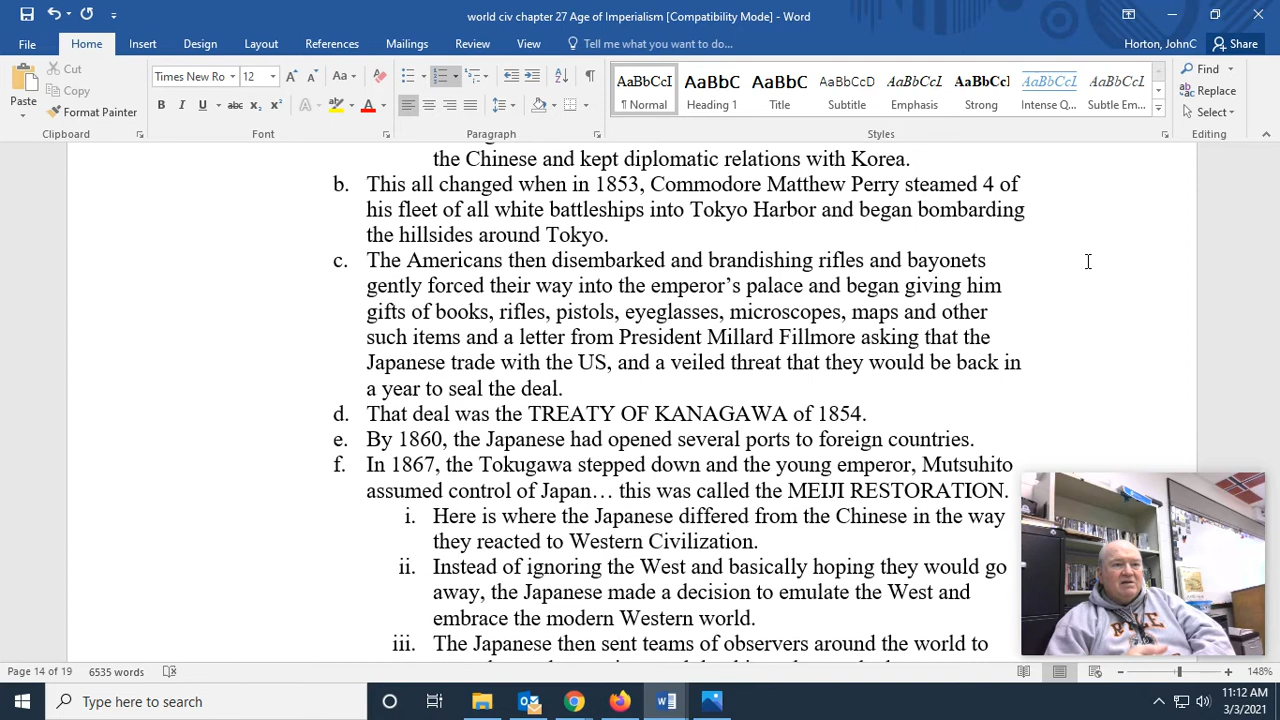 world civ chapter 27 Age of Imperialism [Compatibility Mode] - Word
File Home Insert Design Layout References Mailings Review View Tell me what you want to do... Horton, JohnC Share
Paste Cut Copy Format Painter
Times New Ro 12
AaBbCcI AaBbC AaBbC AaBbCcD AaBbCcI AaBbCcI AaBbCcI AaBbCcI
¶ Normal Heading 1 Title Subtitle Emphasis Strong Intense Q... Subtle Em...
Find Replace Select
Clipboard Font Paragraph Styles Editing
the Chinese and kept diplomatic relations with Korea.
b. This all changed when in 1853, Commodore Matthew Perry steamed 4 of
his fleet of all white battleships into Tokyo Harbor and began bombarding
the hillsides around Tokyo.
c. The Americans then disembarked and brandishing rifles and bayonets
gently forced their way into the emperor’s palace and began giving him
gifts of books, rifles, pistols, eyeglasses, microscopes, maps and other
such items and a letter from President Millard Fillmore asking that the
Japanese trade with the US, and a veiled threat that they would be back in
a year to seal the deal.
d. That deal was the TREATY OF KANAGAWA of 1854.
e. By 1860, the Japanese had opened several ports to foreign countries.
f. In 1867, the Tokugawa stepped down and the young emperor, Mutsuhito
assumed control of Japan… this was called the MEIJI RESTORATION.
i. Here is where the Japanese differed from the Chinese in the way
they reacted to Western Civilization.
ii. Instead of ignoring the West and basically hoping they would go
away, the Japanese made a decision to emulate the West and
embrace the modern Western world.
iii. The Japanese then sent teams of observers around the world to
Page 14 of 19 6535 words 148%
Type here to search
11:12 AM
3/3/2021